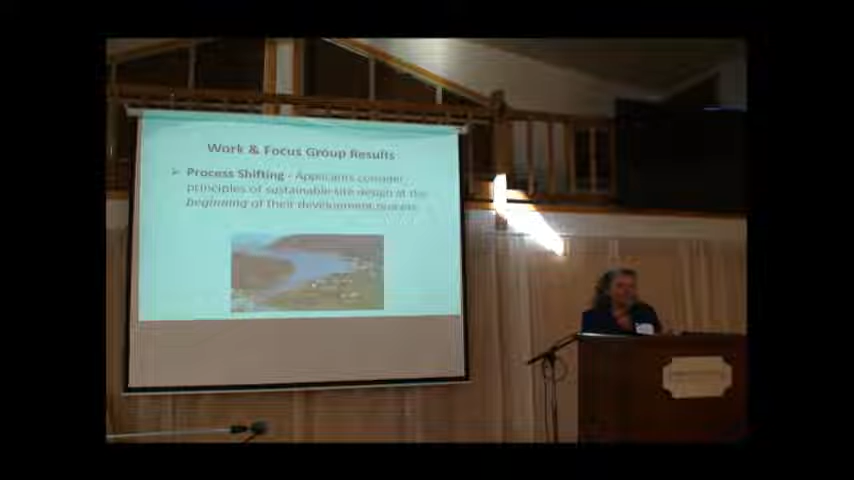 Work & Focus Group Results
➢ Process Shifting - Applicants consider
principles of sustainable site design at the
beginning of their development process.